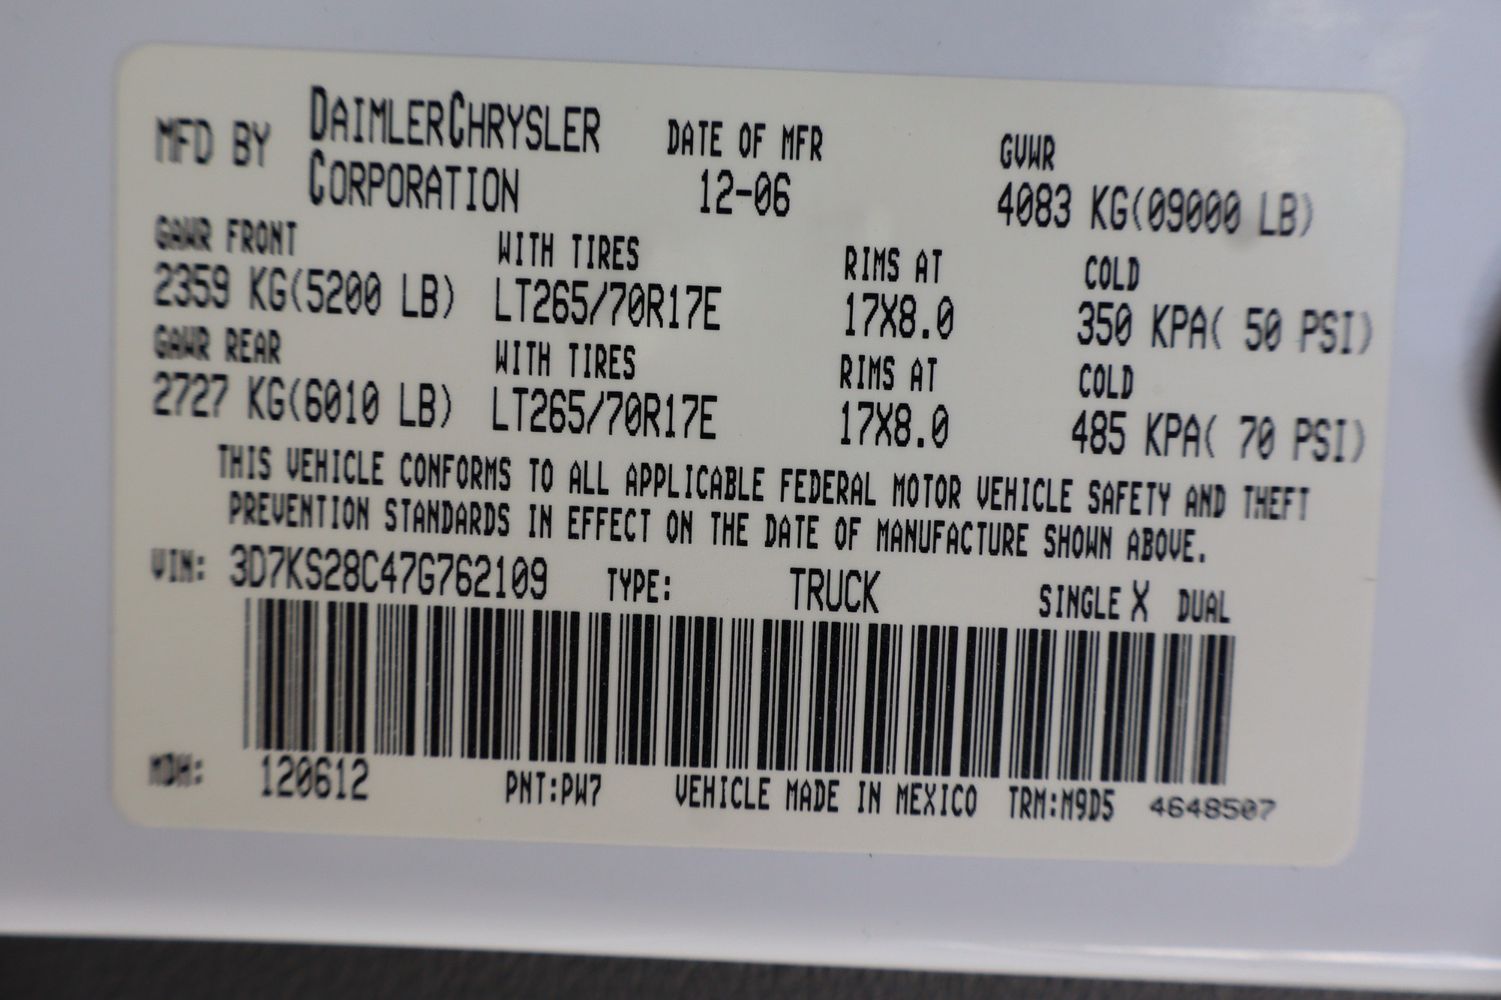 MFD BY DAIMLERCHRYSLER CORPORATION DATE OF MFR 12-06 GVWR 4083 KG(09000 LB)
GAWR FRONT WITH TIRES RIMS AT COLD
2359 KG(5200 LB) LT265/70R17E 17X8.0 350 KPA( 50 PSI)
GAWR REAR WITH TIRES RIMS AT COLD
2727 KG(6010 LB) LT265/70R17E 17X8.0 485 KPA( 70 PSI)
THIS VEHICLE CONFORMS TO ALL APPLICABLE FEDERAL MOTOR VEHICLE SAFETY AND THEFT
PREVENTION STANDARDS IN EFFECT ON THE DATE OF MANUFACTURE SHOWN ABOVE.
VIN: 3D7KS28C47G762109 TYPE: TRUCK SINGLE X DUAL
MDH: 120612 PNT:PW7 VEHICLE MADE IN MEXICO TRM:M9D5 4648507